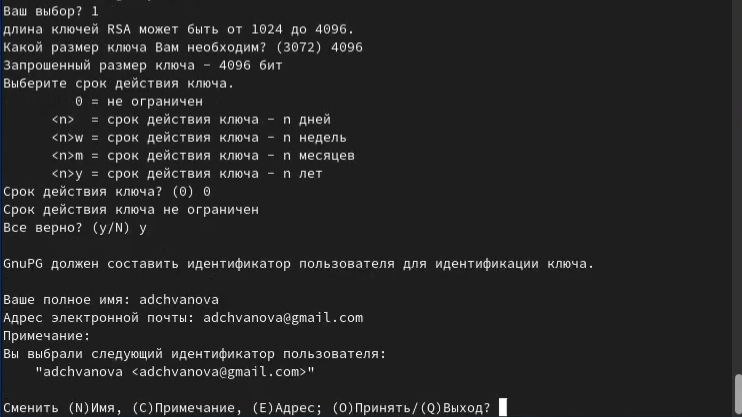 Ваш выбор? 1
длина ключей RSA может быть от 1024 до 4096.
Какой размер ключа Вам необходим? (3072) 4096
Запрошенный размер ключа - 4096 бит
Выберите срок действия ключа.
         0 = не ограничен
      <n>  = срок действия ключа - n дней
      <n>w = срок действия ключа - n недель
      <n>m = срок действия ключа - n месяцев
      <n>y = срок действия ключа - n лет
Срок действия ключа? (0) 0
Срок действия ключа не ограничен
Все верно? (y/N) y
GnuPG должен составить идентификатор пользователя для идентификации ключа.
Ваше полное имя: adchvanova
Адрес электронной почты: adchvanova@gmail.com
Примечание:
Вы выбрали следующий идентификатор пользователя:
    "adchvanova <adchvanova@gmail.com>"
Сменить (N)Имя, (C)Примечание, (E)Адрес; (O)Принять/(Q)Выход?